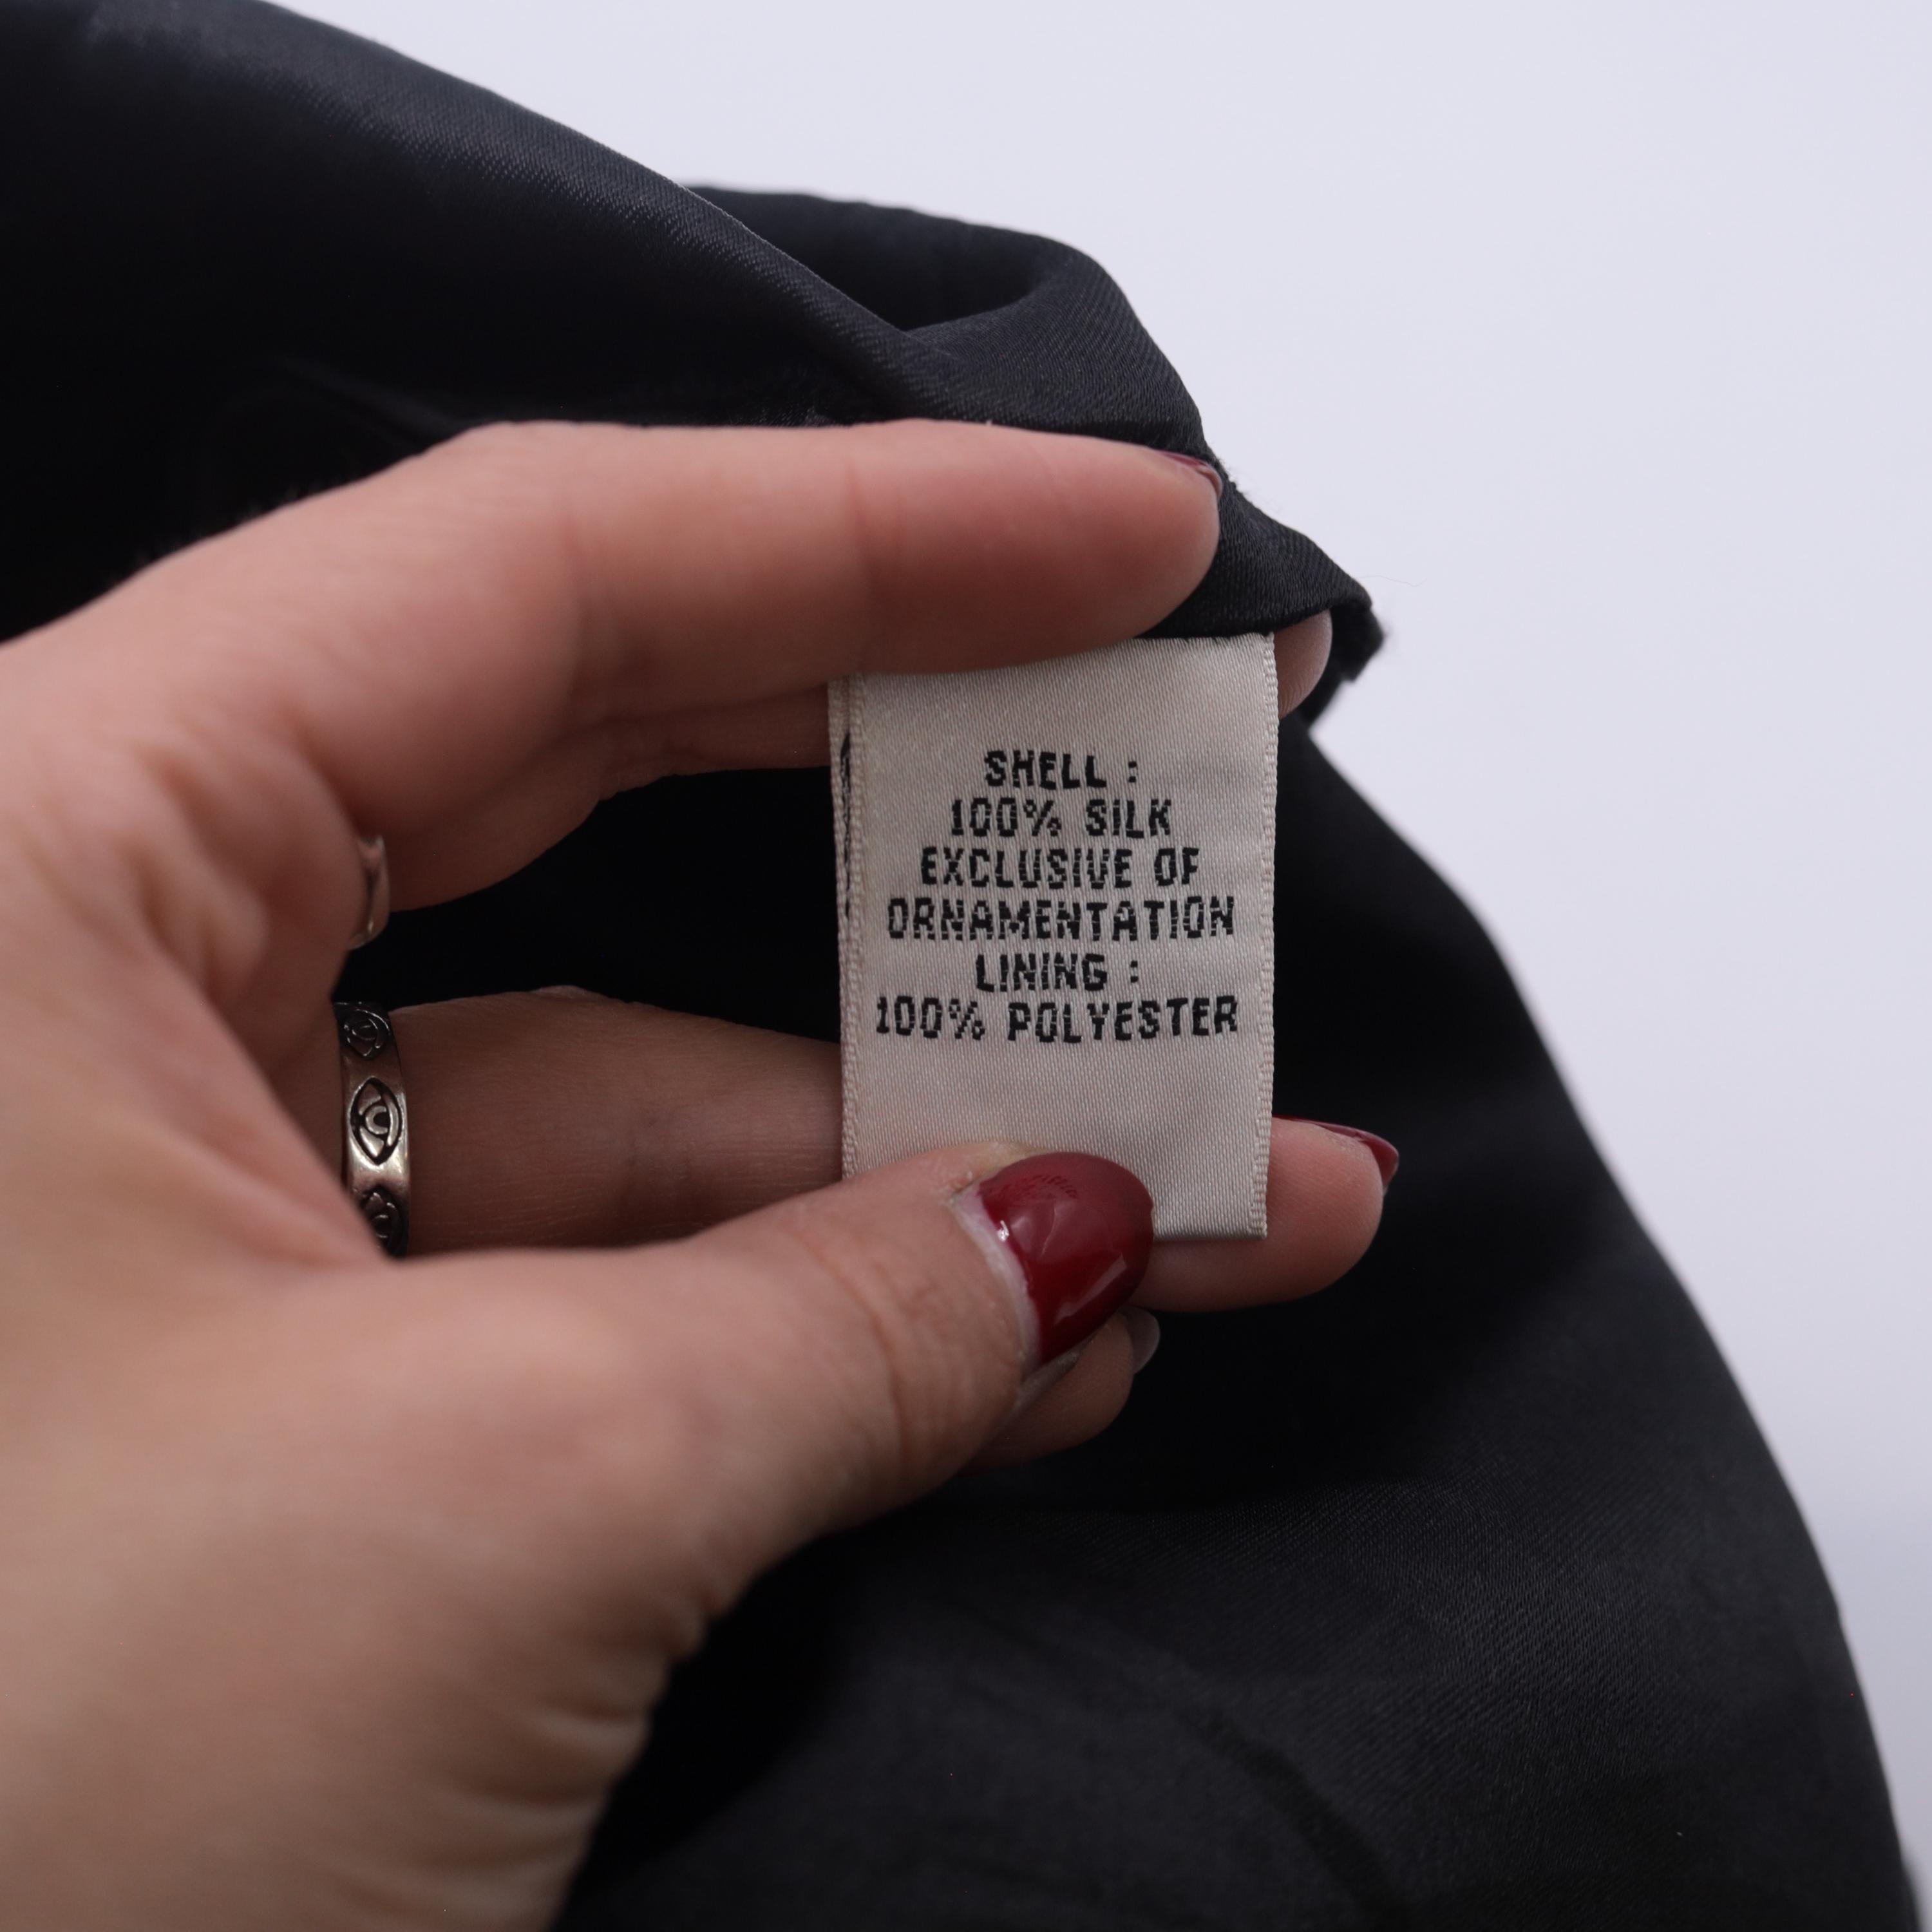 SHELL :
100% SILK
EXCLUSIVE OF
ORNAMENTATION
LINING :
100% POLYESTER